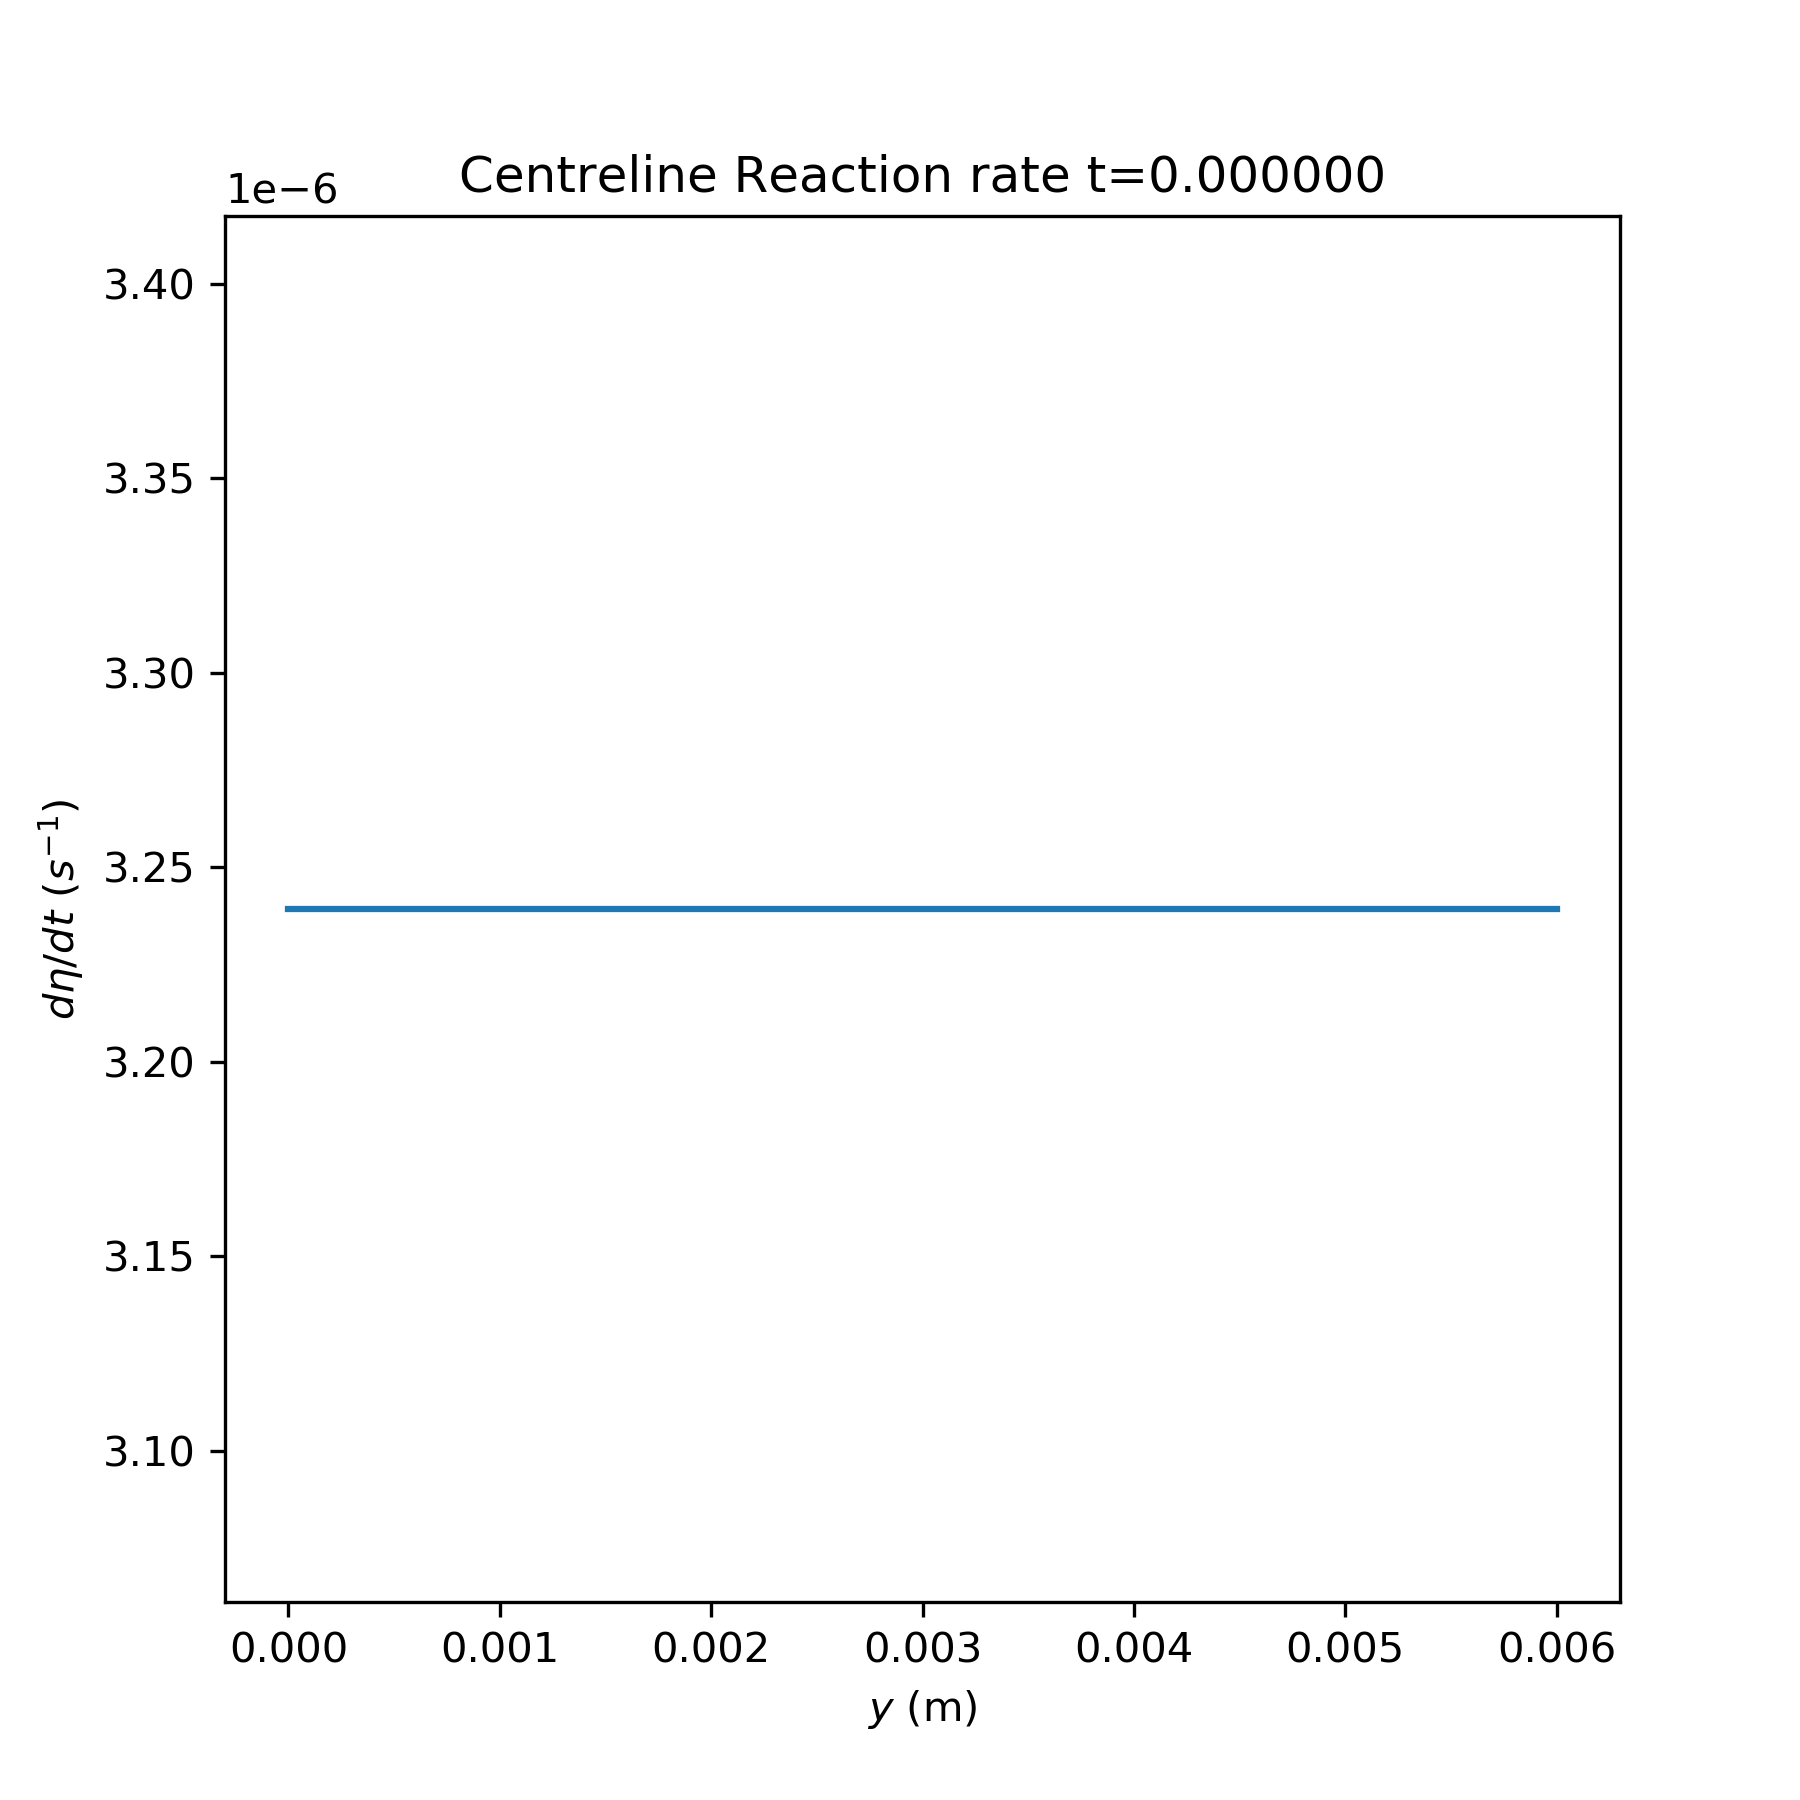 Centreline Reaction rate t=0.000000
1e−6
3.40
3.35
3.30
3.25
3.20
3.15
3.10
dη/dt (s⁻¹)
0.000 0.001 0.002 0.003 0.004 0.005 0.006
y (m)